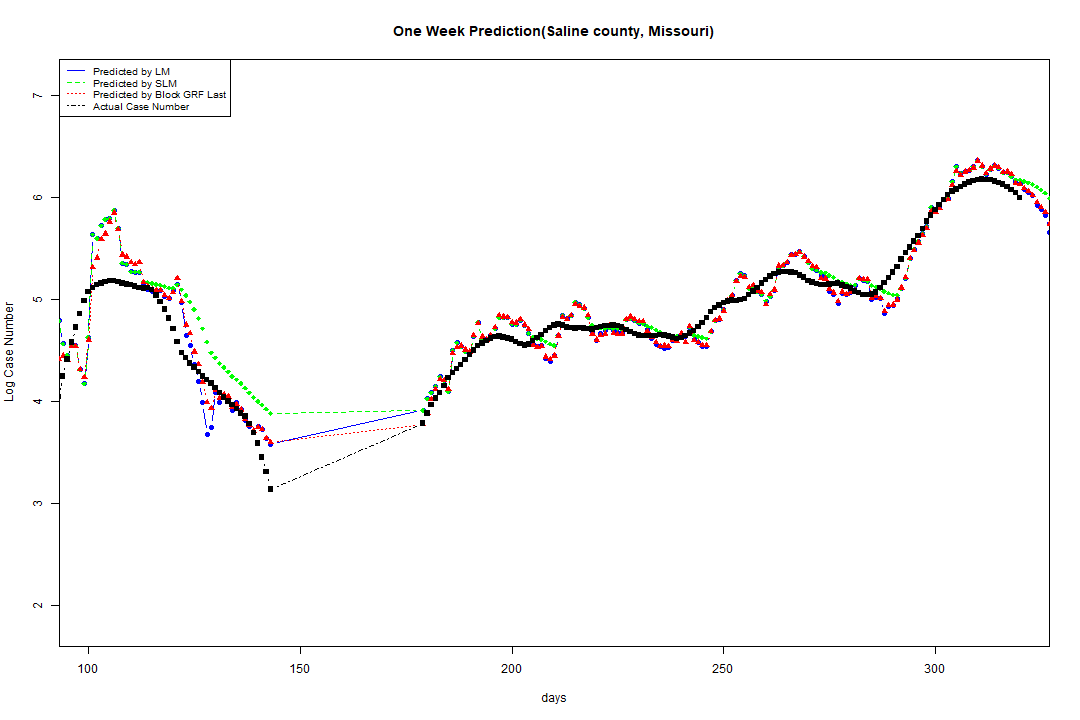 One Week Prediction(Saline county, Missouri)
Predicted by LM
Predicted by SLM
Predicted by Block GRF Last
Actual Case Number
Log Case Number
7
6
5
4
3
2
100 150 200 250 300
days